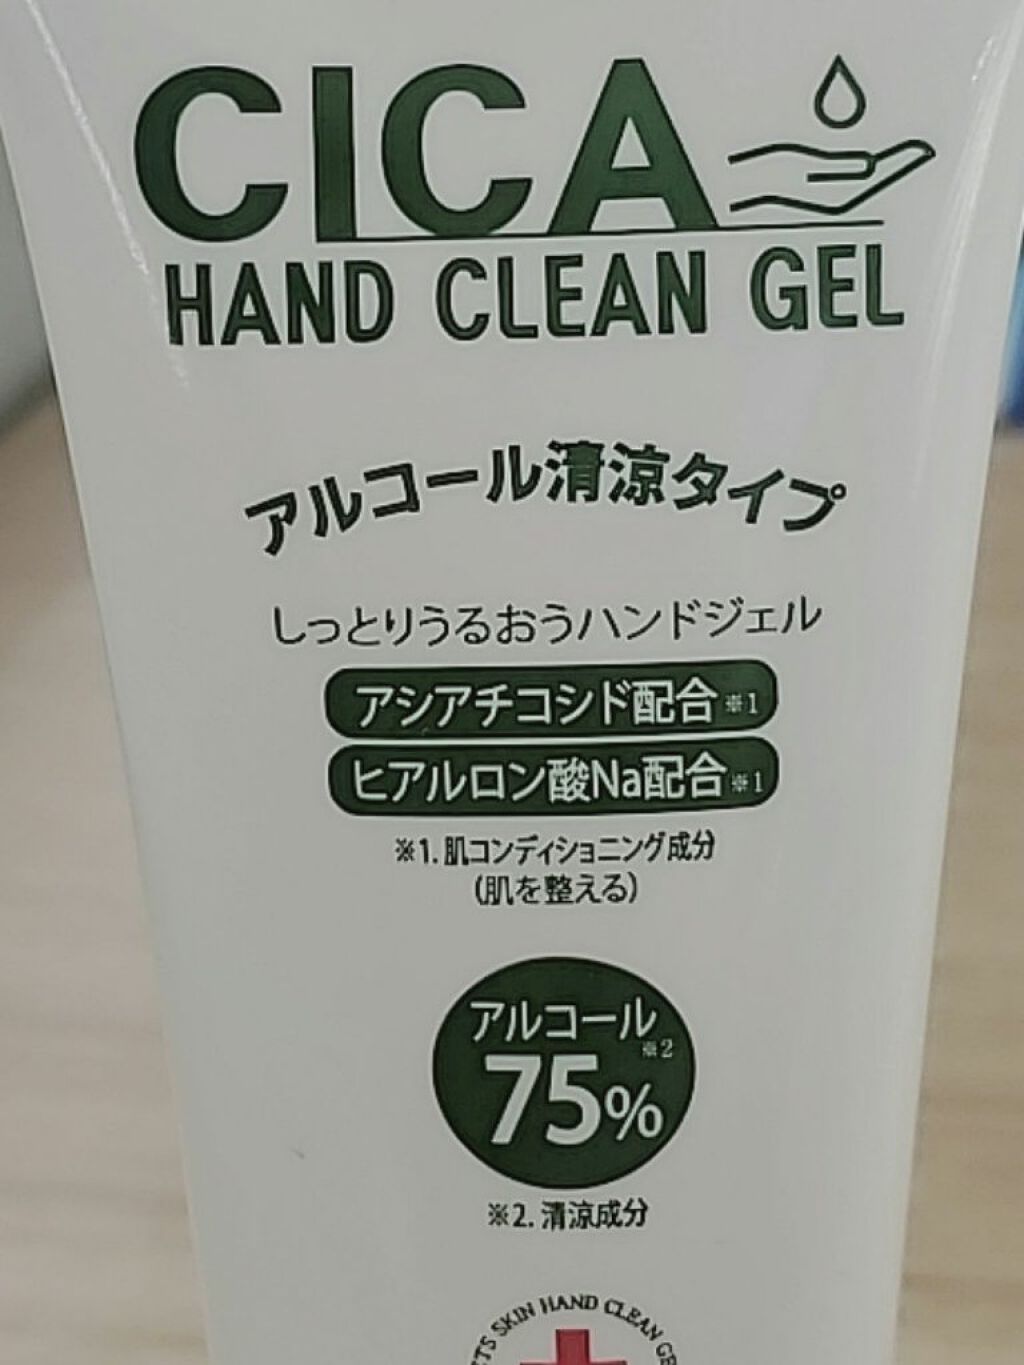 CICA
HAND CLEAN GEL
アルコール清涼タイプ
しっとりうるおうハンドジェル
アシアチコシド配合※1
ヒアルロン酸Na配合※1
※1. 肌コンディショニング成分
(肌を整える)
アルコール
※2
75%
※2. 清涼成分
SKIN HAND CLEAN